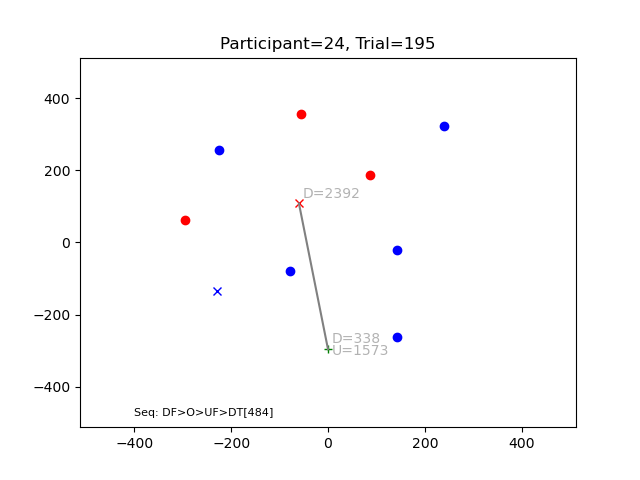 Participant=24, Trial=195
400
200
0
−200
−400
D=2392
D=338
U=1573
Seq: DF>O>UF>DT[484]
−400 −200 0 200 400